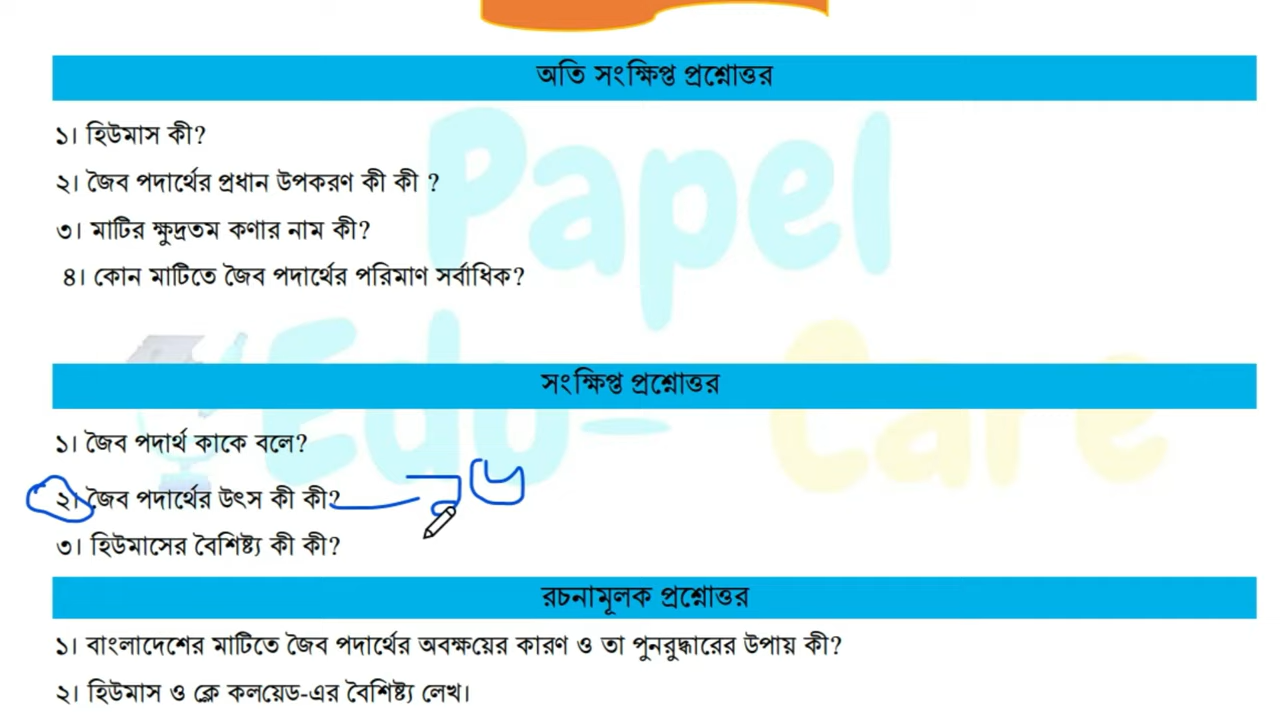 অতি সংক্ষিপ্ত প্রশ্নোত্তর
১। হিউমাস কী?
২। জৈব পদার্থের প্রধান উপকরণ কী কী ?
৩। মাটির ক্ষুদ্রতম কণার নাম কী?
৪। কোন মাটিতে জৈব পদার্থের পরিমাণ সর্বাধিক?
Papel
Edu-Care
সংক্ষিপ্ত প্রশ্নোত্তর
১। জৈব পদার্থ কাকে বলে?
২। জৈব পদার্থের উৎস কী কী?
৩। হিউমাসের বৈশিষ্ট্য কী কী?
রচনামূলক প্রশ্নোত্তর
১। বাংলাদেশের মাটিতে জৈব পদার্থের অবক্ষয়ের কারণ ও তা পুনরুদ্ধারের উপায় কী?
২। হিউমাস ও ক্লে কলয়েড-এর বৈশিষ্ট্য লেখ।